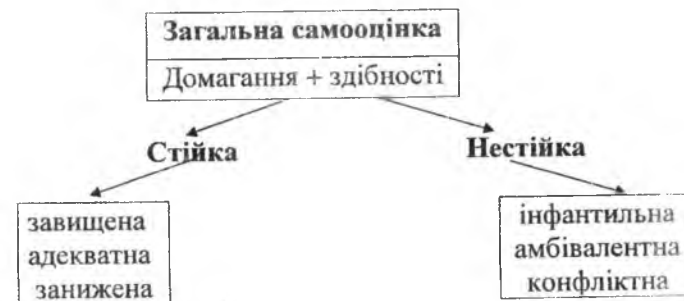 Загальна самооцінка
Домагання + здібності
Стійка
Нестійка
завищена
адекватна
занижена
інфантильна
амбівалентна
конфліктна